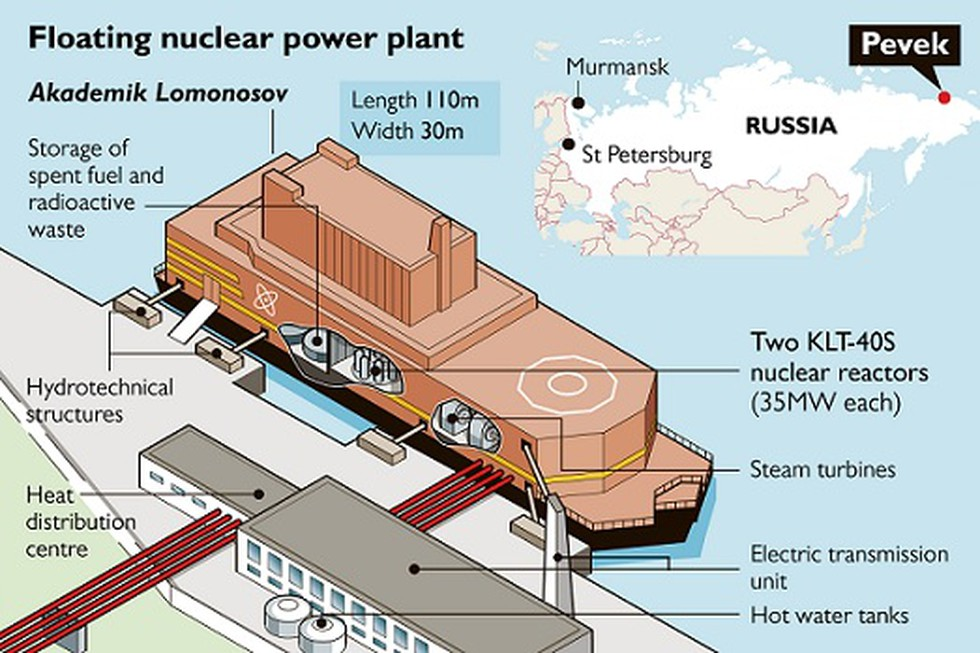 Floating nuclear power plant
Akademik Lomonosov
Length 110m
Width 30m
Storage of
spent fuel and
radioactive
waste
Hydrotechnical
structures
Heat
distribution
centre
Murmansk
St Petersburg
RUSSIA
Pevek
Two KLT-40S
nuclear reactors
(35MW each)
Steam turbines
Electric transmission
unit
Hot water tanks